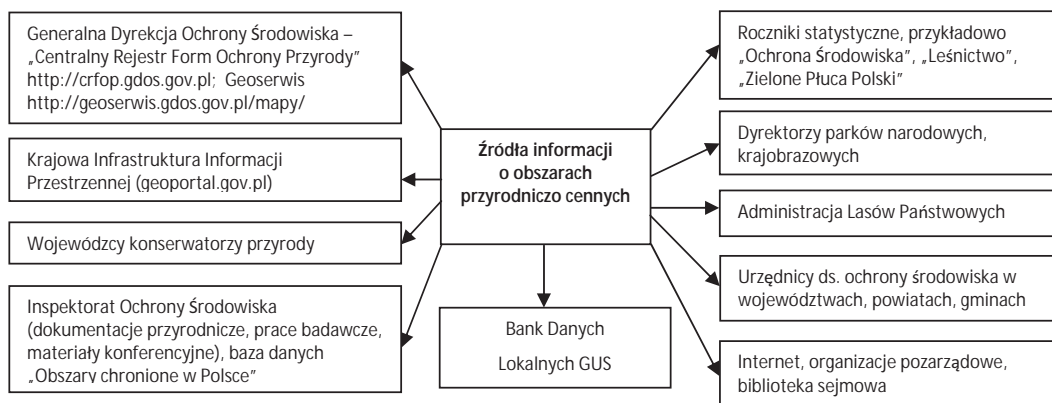 Generalna Dyrekcja Ochrony Środowiska –
„Centralny Rejestr Form Ochrony Przyrody”
http://crfop.gdos.gov.pl; Geoserwis
http://geoserwis.gdos.gov.pl/mapy/
Krajowa Infrastruktura Informacji
Przestrzennej (geoportal.gov.pl)
Wojewódzcy konserwatorzy przyrody
Inspektorat Ochrony Środowiska
(dokumentacje przyrodnicze, prace badawcze,
materiały konferencyjne), baza danych
„Obszary chronione w Polsce”
Źródła informacji
o obszarach
przyrodniczo cennych
Bank Danych
Lokalnych GUS
Roczniki statystyczne, przykładowo
„Ochrona Środowiska”, „Leśnictwo”,
„Zielone Płuca Polski”
Dyrektorzy parków narodowych,
krajobrazowych
Administracja Lasów Państwowych
Urzędnicy ds. ochrony środowiska w
województwach, powiatach, gminach
Internet, organizacje pozarządowe,
biblioteka sejmowa